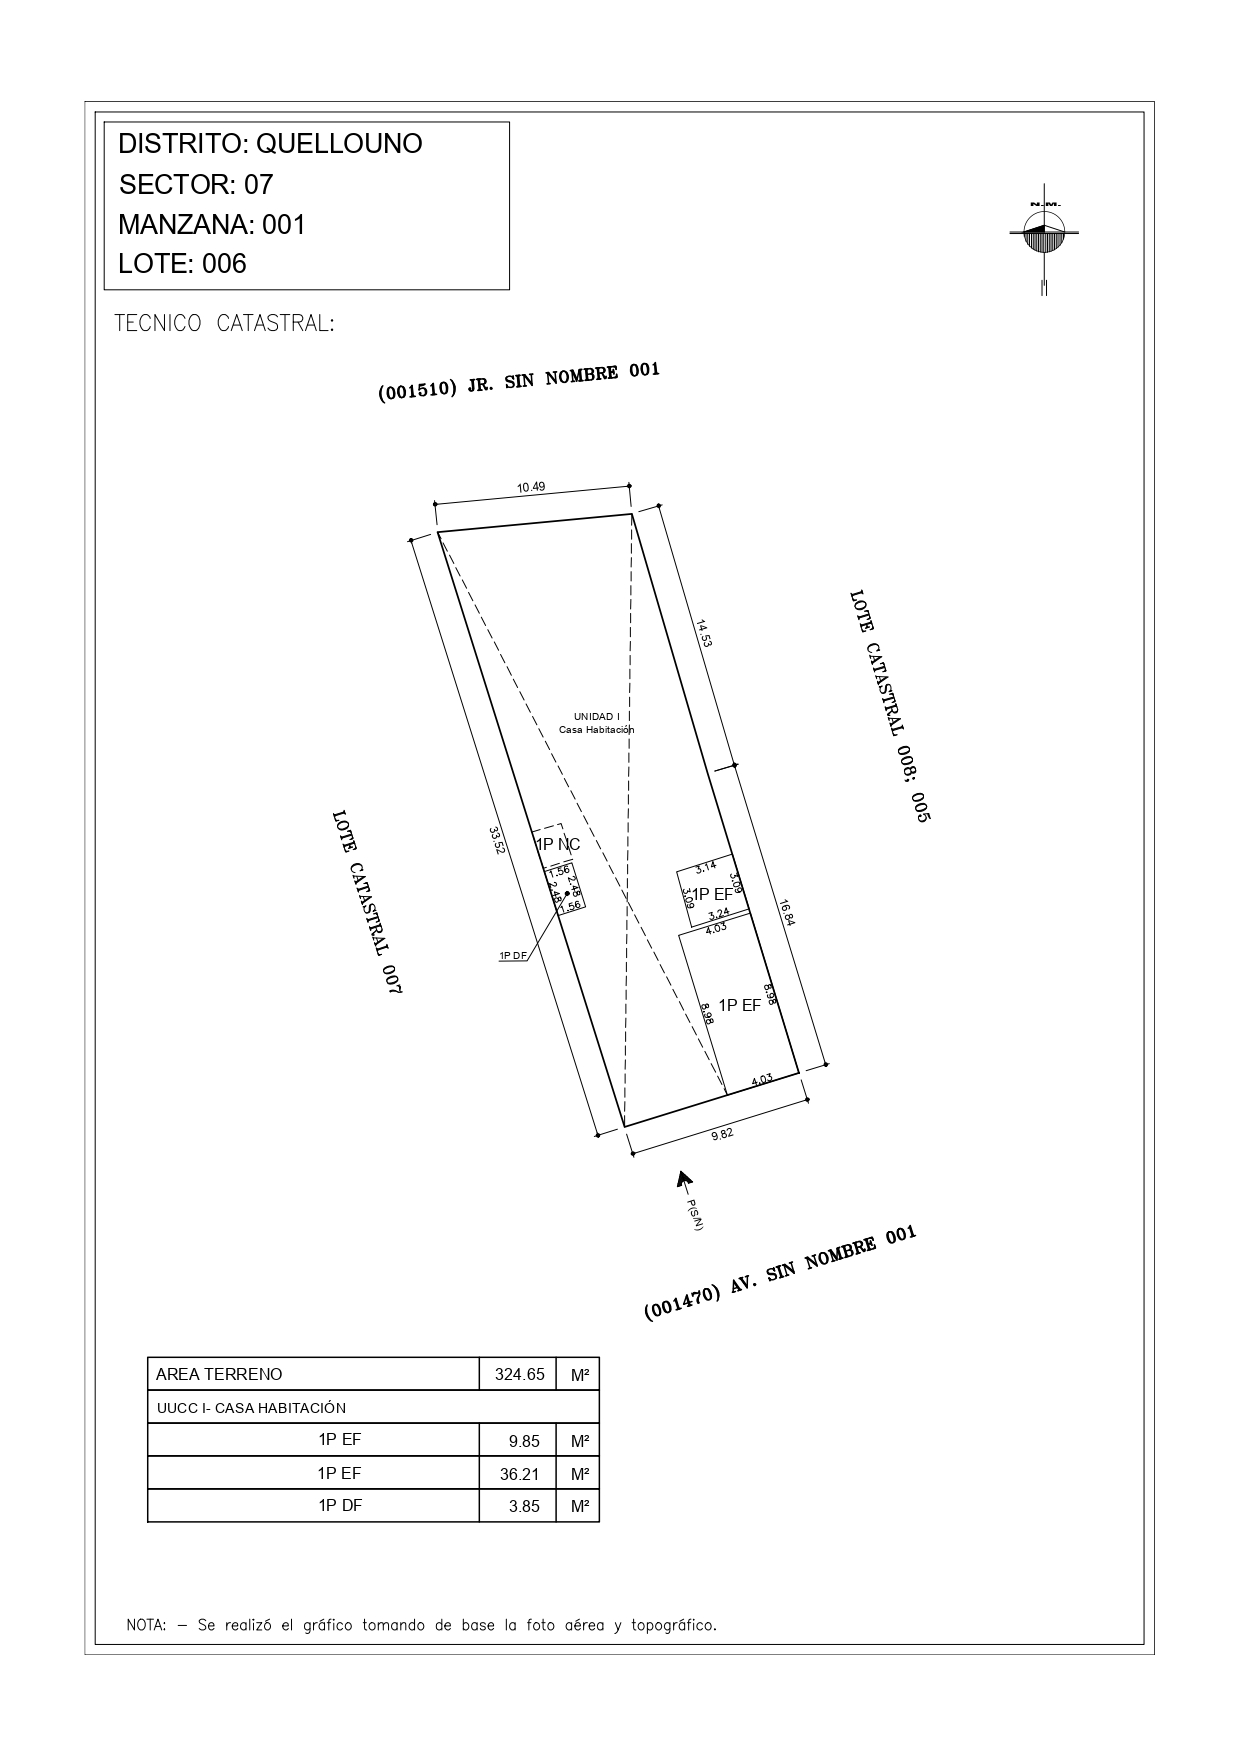 DISTRITO: QUELLOUNO
SECTOR: 07
MANZANA: 001
LOTE: 006
N.M.
TECNICO CATASTRAL:
(001510) JR. SIN NOMBRE 001
10.49
14.53
LOTE CATASTRAL 008; 005
UNIDAD I
Casa Habitación
33.52
LOTE CATASTRAL 007
1P NC
1.56
2.48
2.48
1.56
1P DF
3.14
3.09
1P EF
3.09
3.24
4.03
16.84
8.98
1P EF
8.98
4.03
9.82
P(S/N)
(001470) AV. SIN NOMBRE 001
AREA TERRENO 324.65 M²
UUCC I- CASA HABITACIÓN
1P EF 9.85 M²
1P EF 36.21 M²
1P DF 3.85 M²
NOTA: - Se realizó el gráfico tomando de base la foto aérea y topográfico.